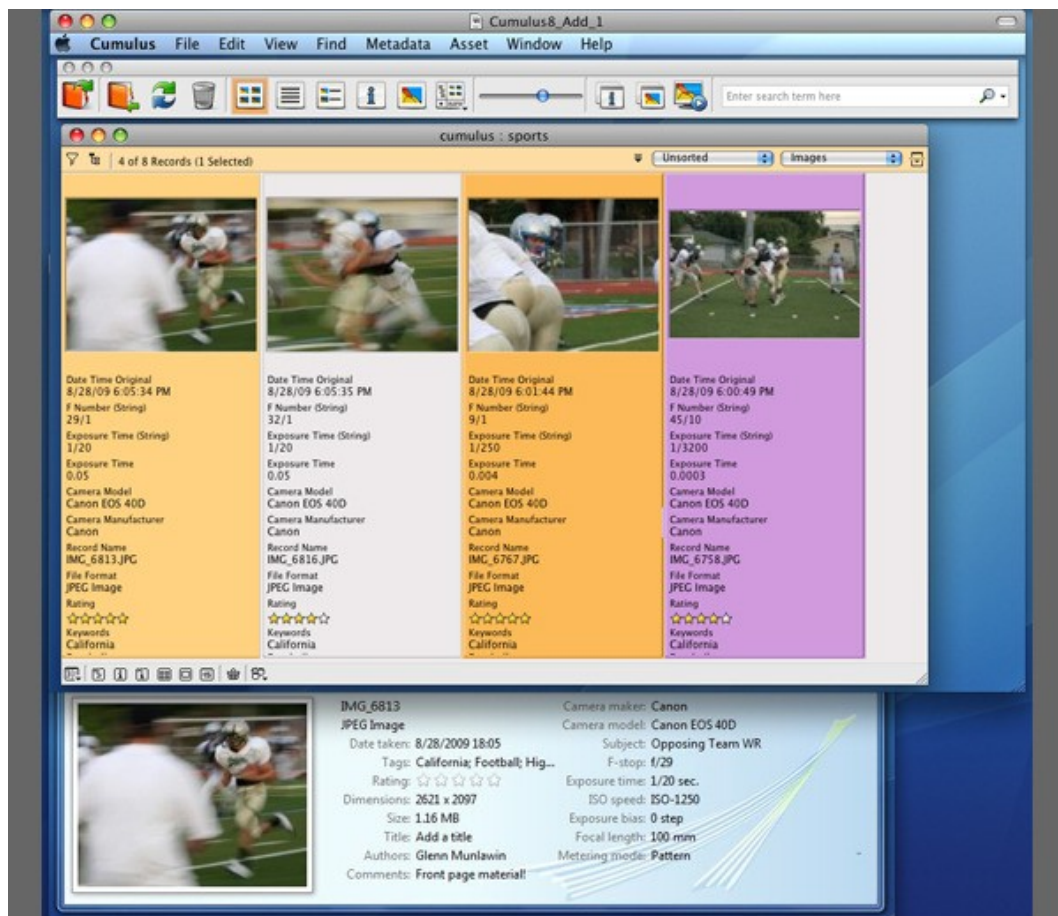 Cumulus8_Add_1
Cumulus File Edit View Find Metadata Asset Window Help
Enter search term here
cumulus : sports
4 of 8 Records (1 Selected)
Unsorted
Images
Date Time Original
8/28/09 6:05:34 PM
F Number (String)
29/1
Exposure Time (String)
1/20
Exposure Time
0.05
Camera Model
Canon EOS 40D
Camera Manufacturer
Canon
Record Name
IMG_6813.JPG
File Format
JPEG Image
Rating
Keywords
California
Date Time Original
8/28/09 6:05:35 PM
F Number (String)
32/1
Exposure Time (String)
1/20
Exposure Time
0.05
Camera Model
Canon EOS 40D
Camera Manufacturer
Canon
Record Name
IMG_6816.JPG
File Format
JPEG Image
Rating
Keywords
California
Date Time Original
8/28/09 6:01:44 PM
F Number (String)
9/1
Exposure Time (String)
1/250
Exposure Time
0.004
Camera Model
Canon EOS 40D
Camera Manufacturer
Canon
Record Name
IMG_6767.JPG
File Format
JPEG Image
Rating
Keywords
California
Date Time Original
8/28/09 6:00:49 PM
F Number (String)
45/10
Exposure Time (String)
1/3200
Exposure Time
0.0003
Camera Model
Canon EOS 40D
Camera Manufacturer
Canon
Record Name
IMG_6758.JPG
File Format
JPEG Image
Rating
Keywords
California
IMG_6813
JPEG Image
Date taken: 8/28/2009 18:05
Tags: California; Football; Hig...
Rating:
Dimensions: 2621 x 2097
Size: 1.16 MB
Title: Add a title
Authors: Glenn Munlawin
Comments: Front page material!
Camera maker: Canon
Camera model: Canon EOS 40D
Subject: Opposing Team WR
F-stop: f/29
Exposure time: 1/20 sec.
ISO speed: ISO-1250
Exposure bias: 0 step
Focal length: 100 mm
Metering mode: Pattern